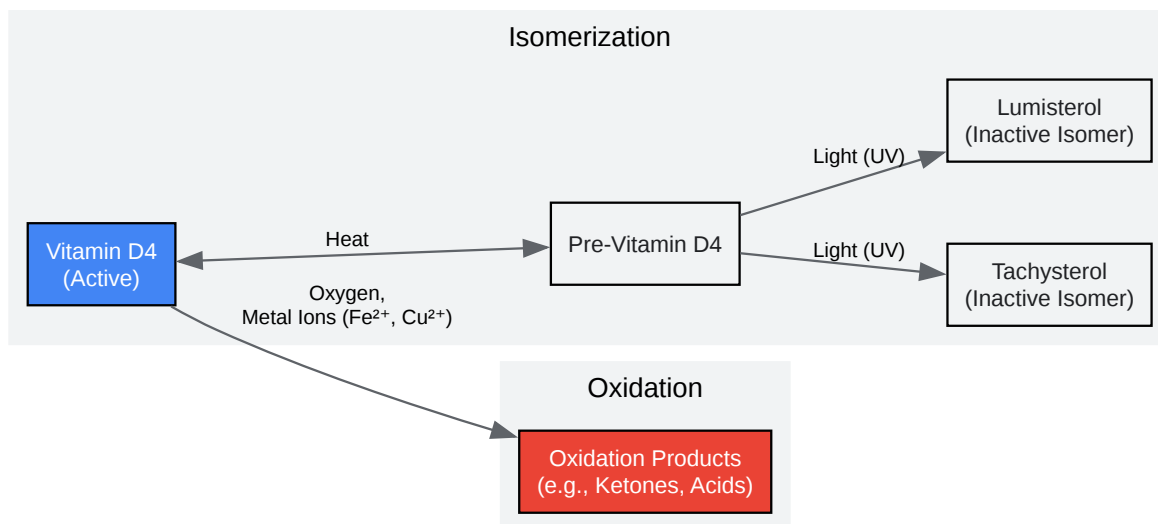 Isomerization
Lumisterol
(Inactive Isomer)
Light (UV)
Vitamin D4
(Active)
Heat
Pre-Vitamin D4
Light (UV)
Tachysterol
(Inactive Isomer)
Oxygen,
Metal Ions (Fe²⁺, Cu²⁺)
Oxidation
Oxidation Products
(e.g., Ketones, Acids)